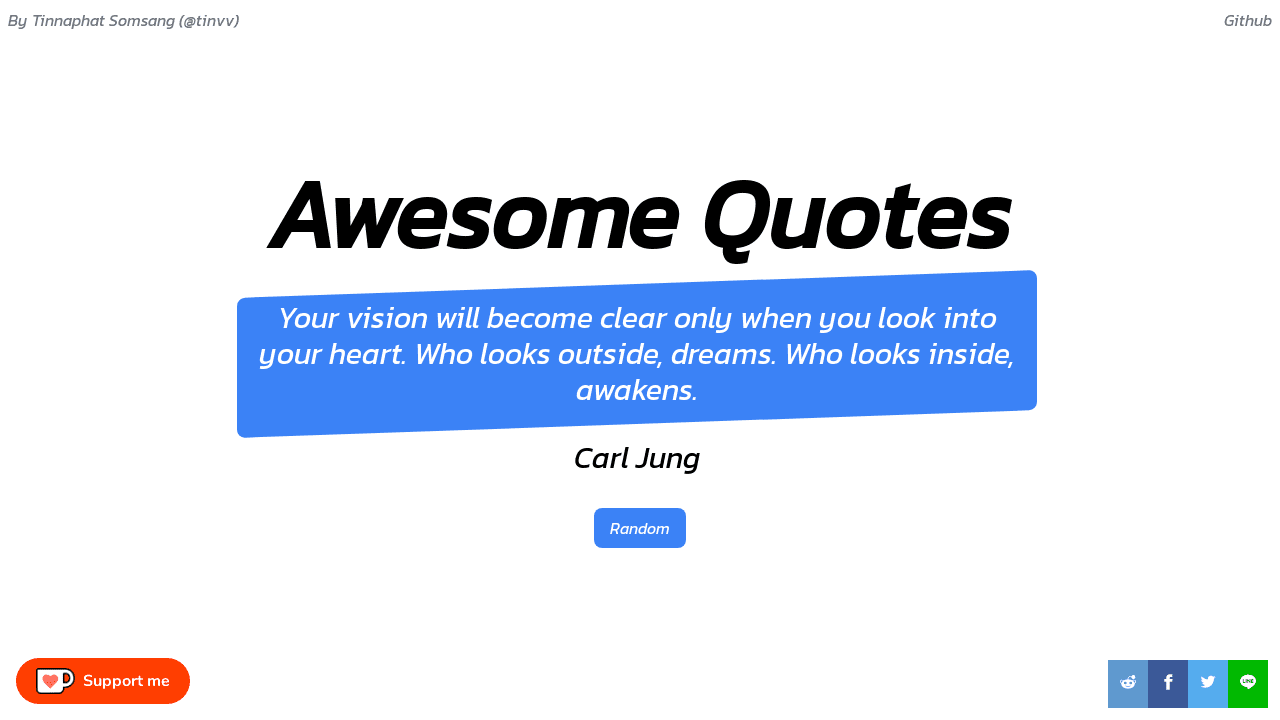 By Tinnaphat Somsang (@tinvv)
Github
Awesome Quotes
Your vision will become clear only when you look into
your heart. Who looks outside, dreams. Who looks inside,
awakens.
Carl Jung
Random
Support me
LINE